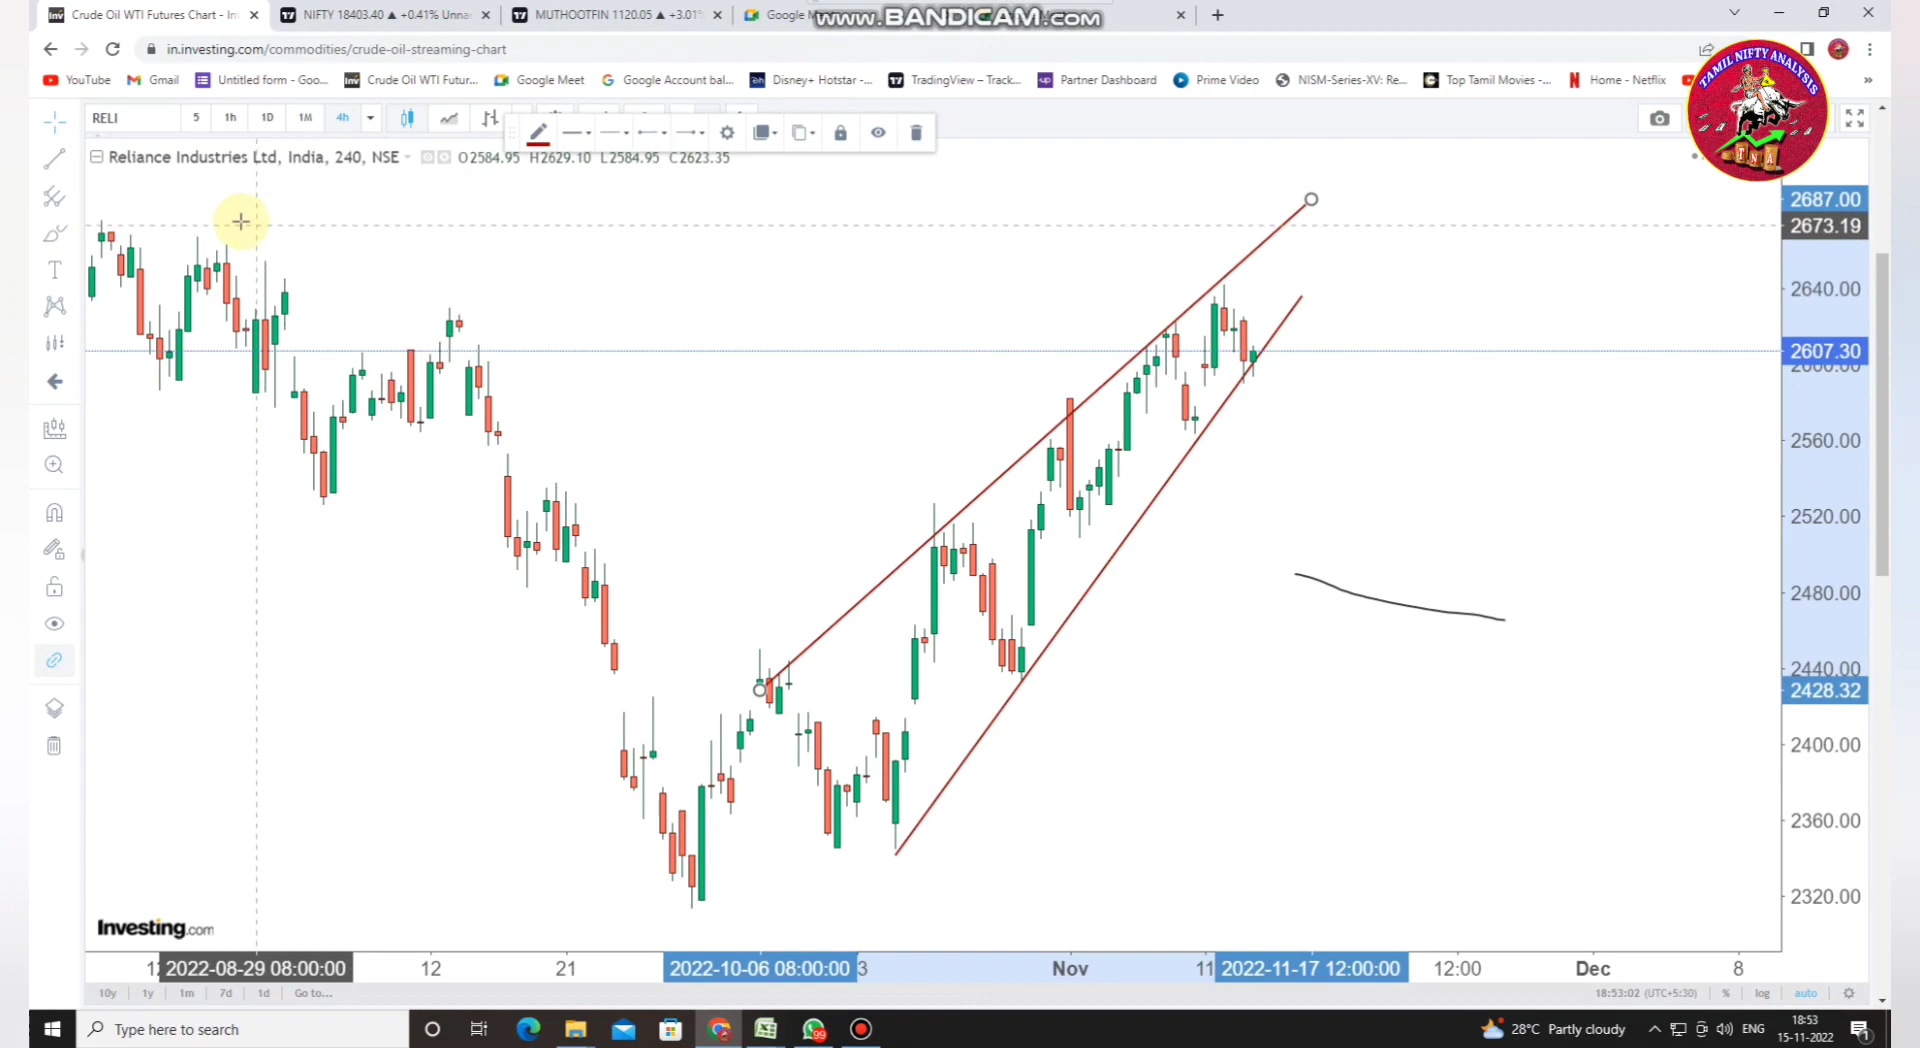 Crude Oil WTI Futures Chart - In
NIFTY 18403.40 ▲ +0.41% Unna
MUTHOOTFIN 1120.05 ▲ +3.01%
Google M
www.BANDICAM.com
in.investing.com/commodities/crude-oil-streaming-chart
YouTube
Gmail
Untitled form - Goo...
Crude Oil WTI Futur...
Google Meet
Google Account bal...
Disney+ Hotstar -...
TradingView – Track...
Partner Dashboard
Prime Video
NISM-Series-XV: Re...
Top Tamil Movies -...
Home - Netflix
TAMIL NIFTY ANALYSIS
TNA
RELI
5
1h
1D
1M
4h
Reliance Industries Ltd, India, 240, NSE
O2584.95 H2629.10 L2584.95 C2623.35
2687.00
2673.19
2640.00
2607.30
2600.00
2560.00
2520.00
2480.00
2440.00
2428.32
2400.00
2360.00
2320.00
Investing.com
2022-08-29 08:00:00
12
21
2022-10-06 08:00:00
3
Nov
11
2022-11-17 12:00:00
12:00
Dec
8
10y
1y
1m
7d
1d
Go to...
18:53:02 (UTC+5:30)
%
log
auto
Type here to search
99
28°C Partly cloudy
ENG
18:53
15-11-2022
1